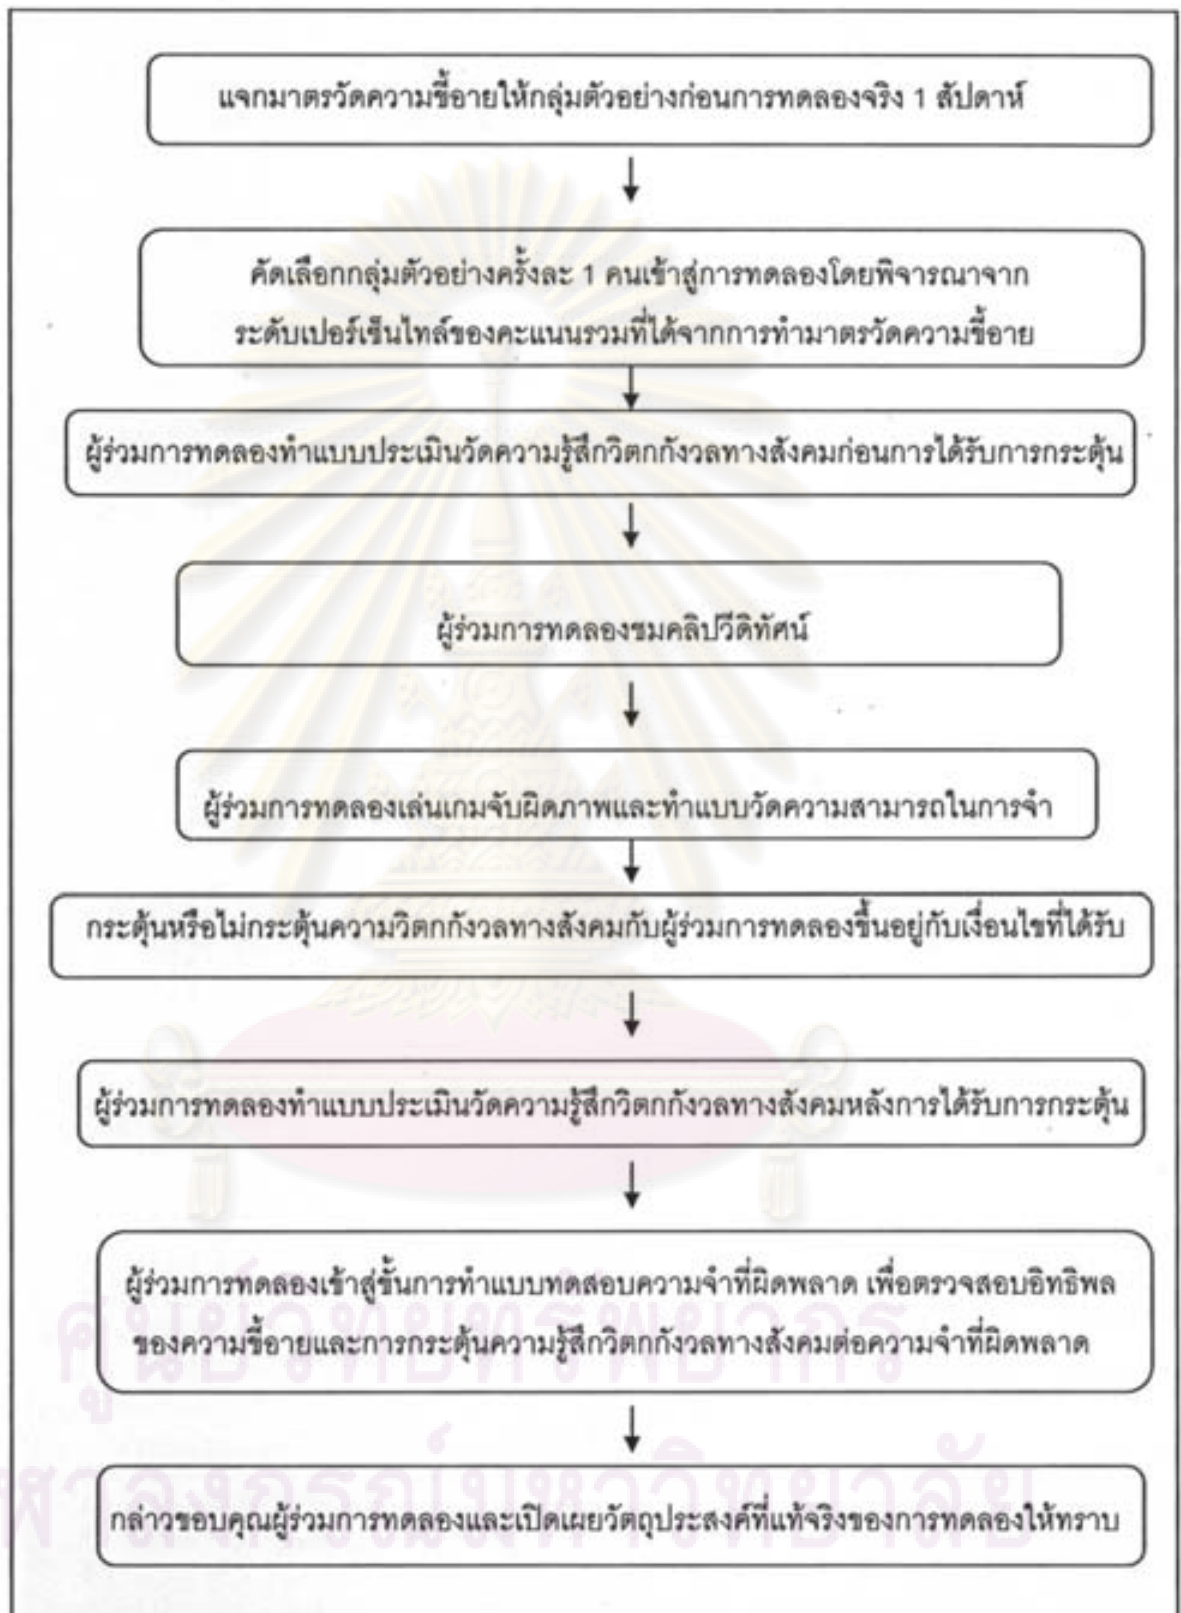 แจกมาตรวัดความขี้อายให้กลุ่มตัวอย่างก่อนการทดลองจริง 1 สัปดาห์
คัดเลือกกลุ่มตัวอย่างครั้งละ 1 คนเข้าสู่การทดลองโดยพิจารณาจาก
ระดับเปอร์เซ็นไทล์ของคะแนนรวมที่ได้จากการทำมาตรวัดความขี้อาย
ผู้ร่วมการทดลองทำแบบประเมินวัดความรู้สึกวิตกกังวลทางสังคมก่อนการได้รับการกระตุ้น
ผู้ร่วมการทดลองชมคลิปวีดิทัศน์
ผู้ร่วมการทดลองเล่นเกมจับผิดภาพและทำแบบวัดความสามารถในการจำ
กระตุ้นหรือไม่กระตุ้นความวิตกกังวลทางสังคมกับผู้ร่วมการทดลองขึ้นอยู่กับเงื่อนไขที่ได้รับ
ผู้ร่วมการทดลองทำแบบประเมินวัดความรู้สึกวิตกกังวลทางสังคมหลังการได้รับการกระตุ้น
ผู้ร่วมการทดลองเข้าสู่ขั้นการทำแบบทดสอบความจำที่ผิดพลาด เพื่อตรวจสอบอิทธิพล
ของความขี้อายและการกระตุ้นความรู้สึกวิตกกังวลทางสังคมต่อความจำที่ผิดพลาด
ศูนย์วิทยทรัพยากร
กล่าวขอบคุณผู้ร่วมการทดลองและเปิดเผยวัตถุประสงค์ที่แท้จริงของการทดลองให้ทราบ
ฬาลงกรณ์มหาวิทยาลัย